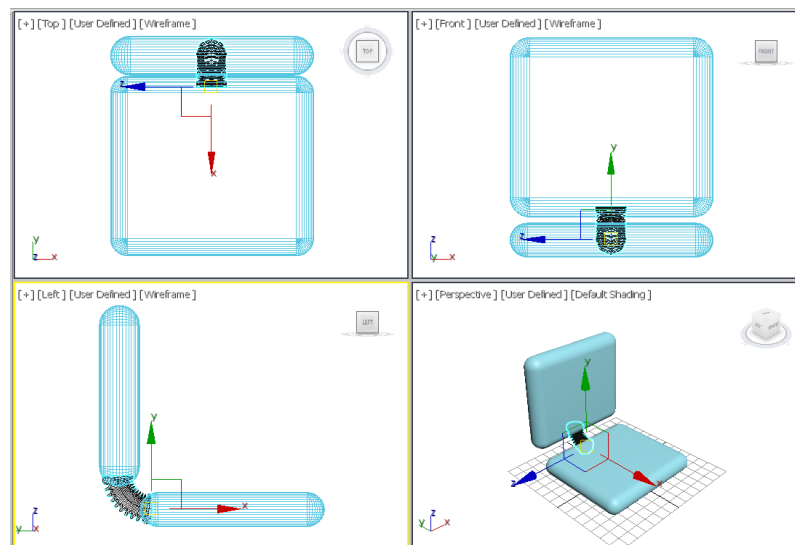 [+] [Top] [User Defined] [Wireframe]
TOP
z
x
y
z x
[+] [Front] [User Defined] [Wireframe]
FRONT
y
z
z
y x
[+] [Left] [User Defined] [Wireframe]
LEFT
y
x
z
y x
[+] [Perspective] [User Defined] [Default Shading]
y
z
x
z
y x